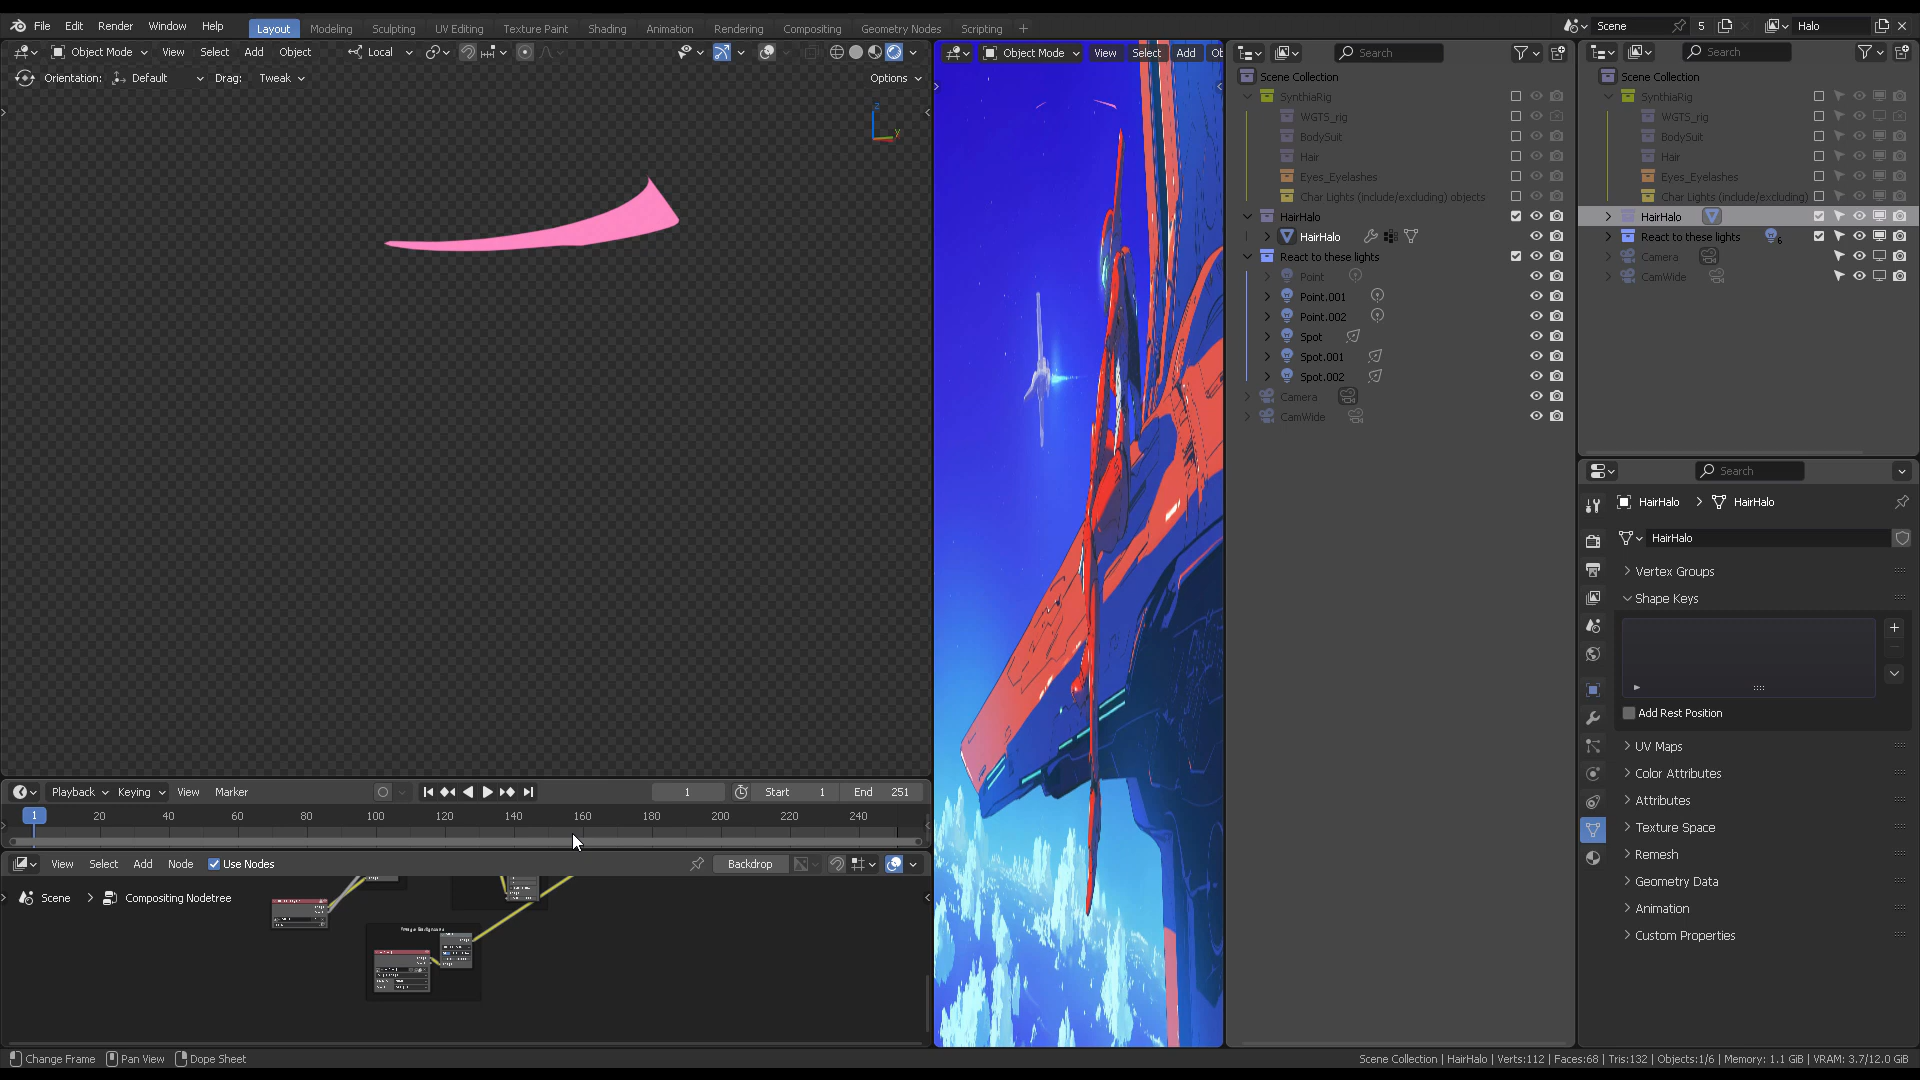 File Edit Render Window Help Layout Modeling Sculpting UV Editing Texture Paint Shading Animation Rendering Compositing Geometry Nodes Scripting + Scene 5 Halo
Object Mode View Select Add Object Local Object Mode View Select Add Ob Search Search
Orientation: Default Drag: Tweak Options
Scene Collection
SynthiaRig
WGTS_rig
BodySuit
Hair
Eyes_Eyelashes
Char Lights (include/excluding) objects
HairHalo
HairHalo
React to these lights
Point
Point.001
Point.002
Spot
Spot.001
Spot.002
Camera
CamWide
Scene Collection
SynthiaRig
WGTS_rig
BodySuit
Hair
Eyes_Eyelashes
Char Lights (include/excluding)
HairHalo
React to these lights 6
Camera
CamWide
Search
HairHalo > HairHalo
HairHalo
Vertex Groups
Shape Keys
Add Rest Position
UV Maps
Color Attributes
Attributes
Texture Space
Remesh
Geometry Data
Animation
Custom Properties
Z
Y
Playback Keying View Marker 1 Start 1 End 251
1 20 40 60 80 100 120 140 160 180 200 220 240
View Select Add Node Use Nodes Backdrop
Scene > Compositing Nodetree
Change Frame Pan View Dope Sheet Scene Collection | HairHalo | Verts:112 | Faces:68 | Tris:132 | Objects:1/6 | Memory: 1.1 GiB | VRAM: 3.7/12.0 GiB